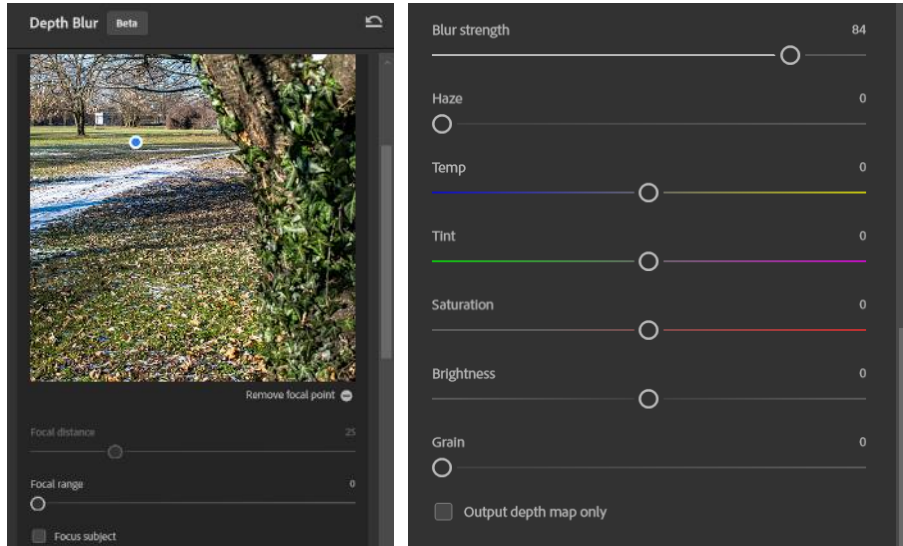 Depth Blur Beta
Remove focal point
Focal distance 25
Focal range 0
Focus subject
Blur strength 84
Haze 0
Temp 0
Tint 0
Saturation 0
Brightness 0
Grain 0
Output depth map only